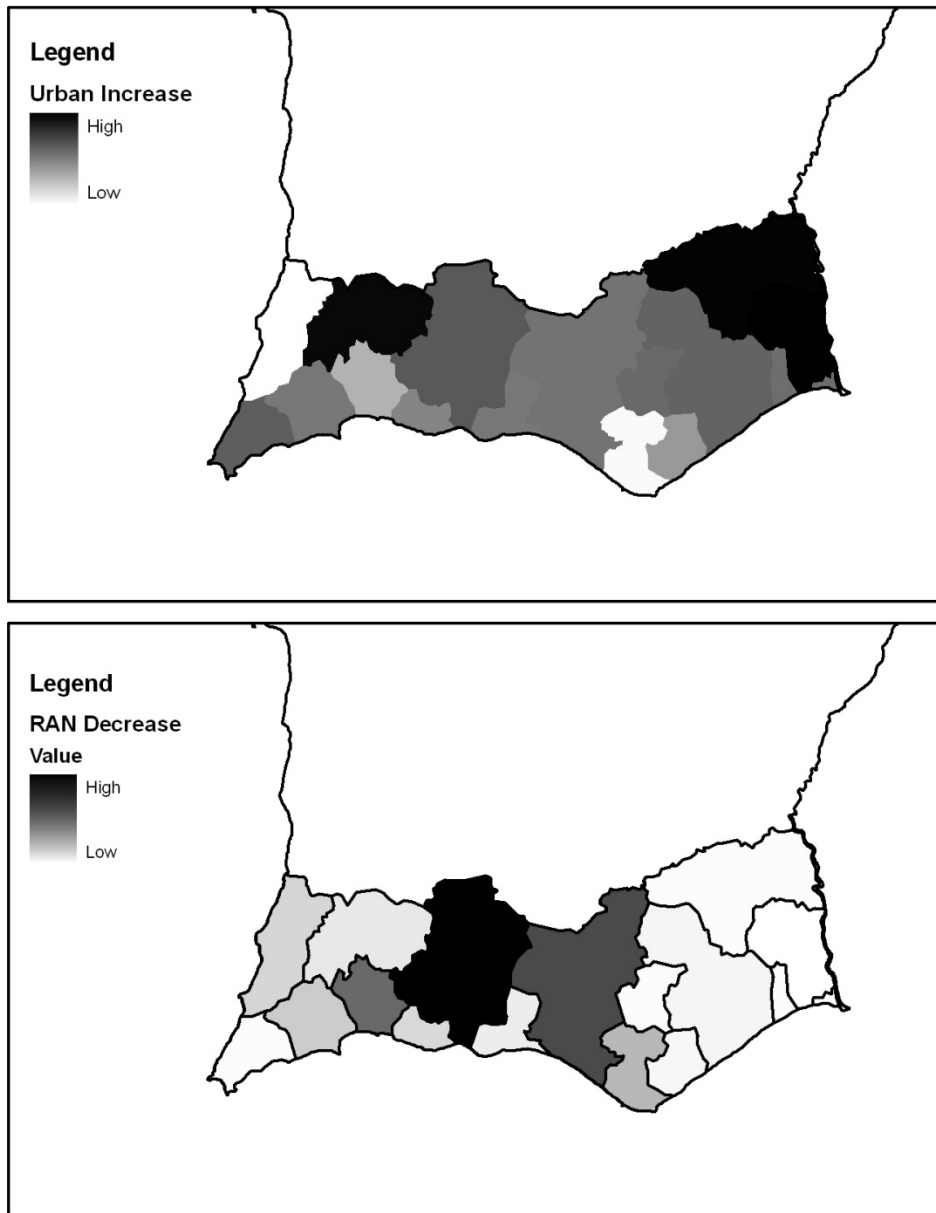 Legend
Urban Increase
High
Low
Legend
RAN Decrease
Value
High
Low